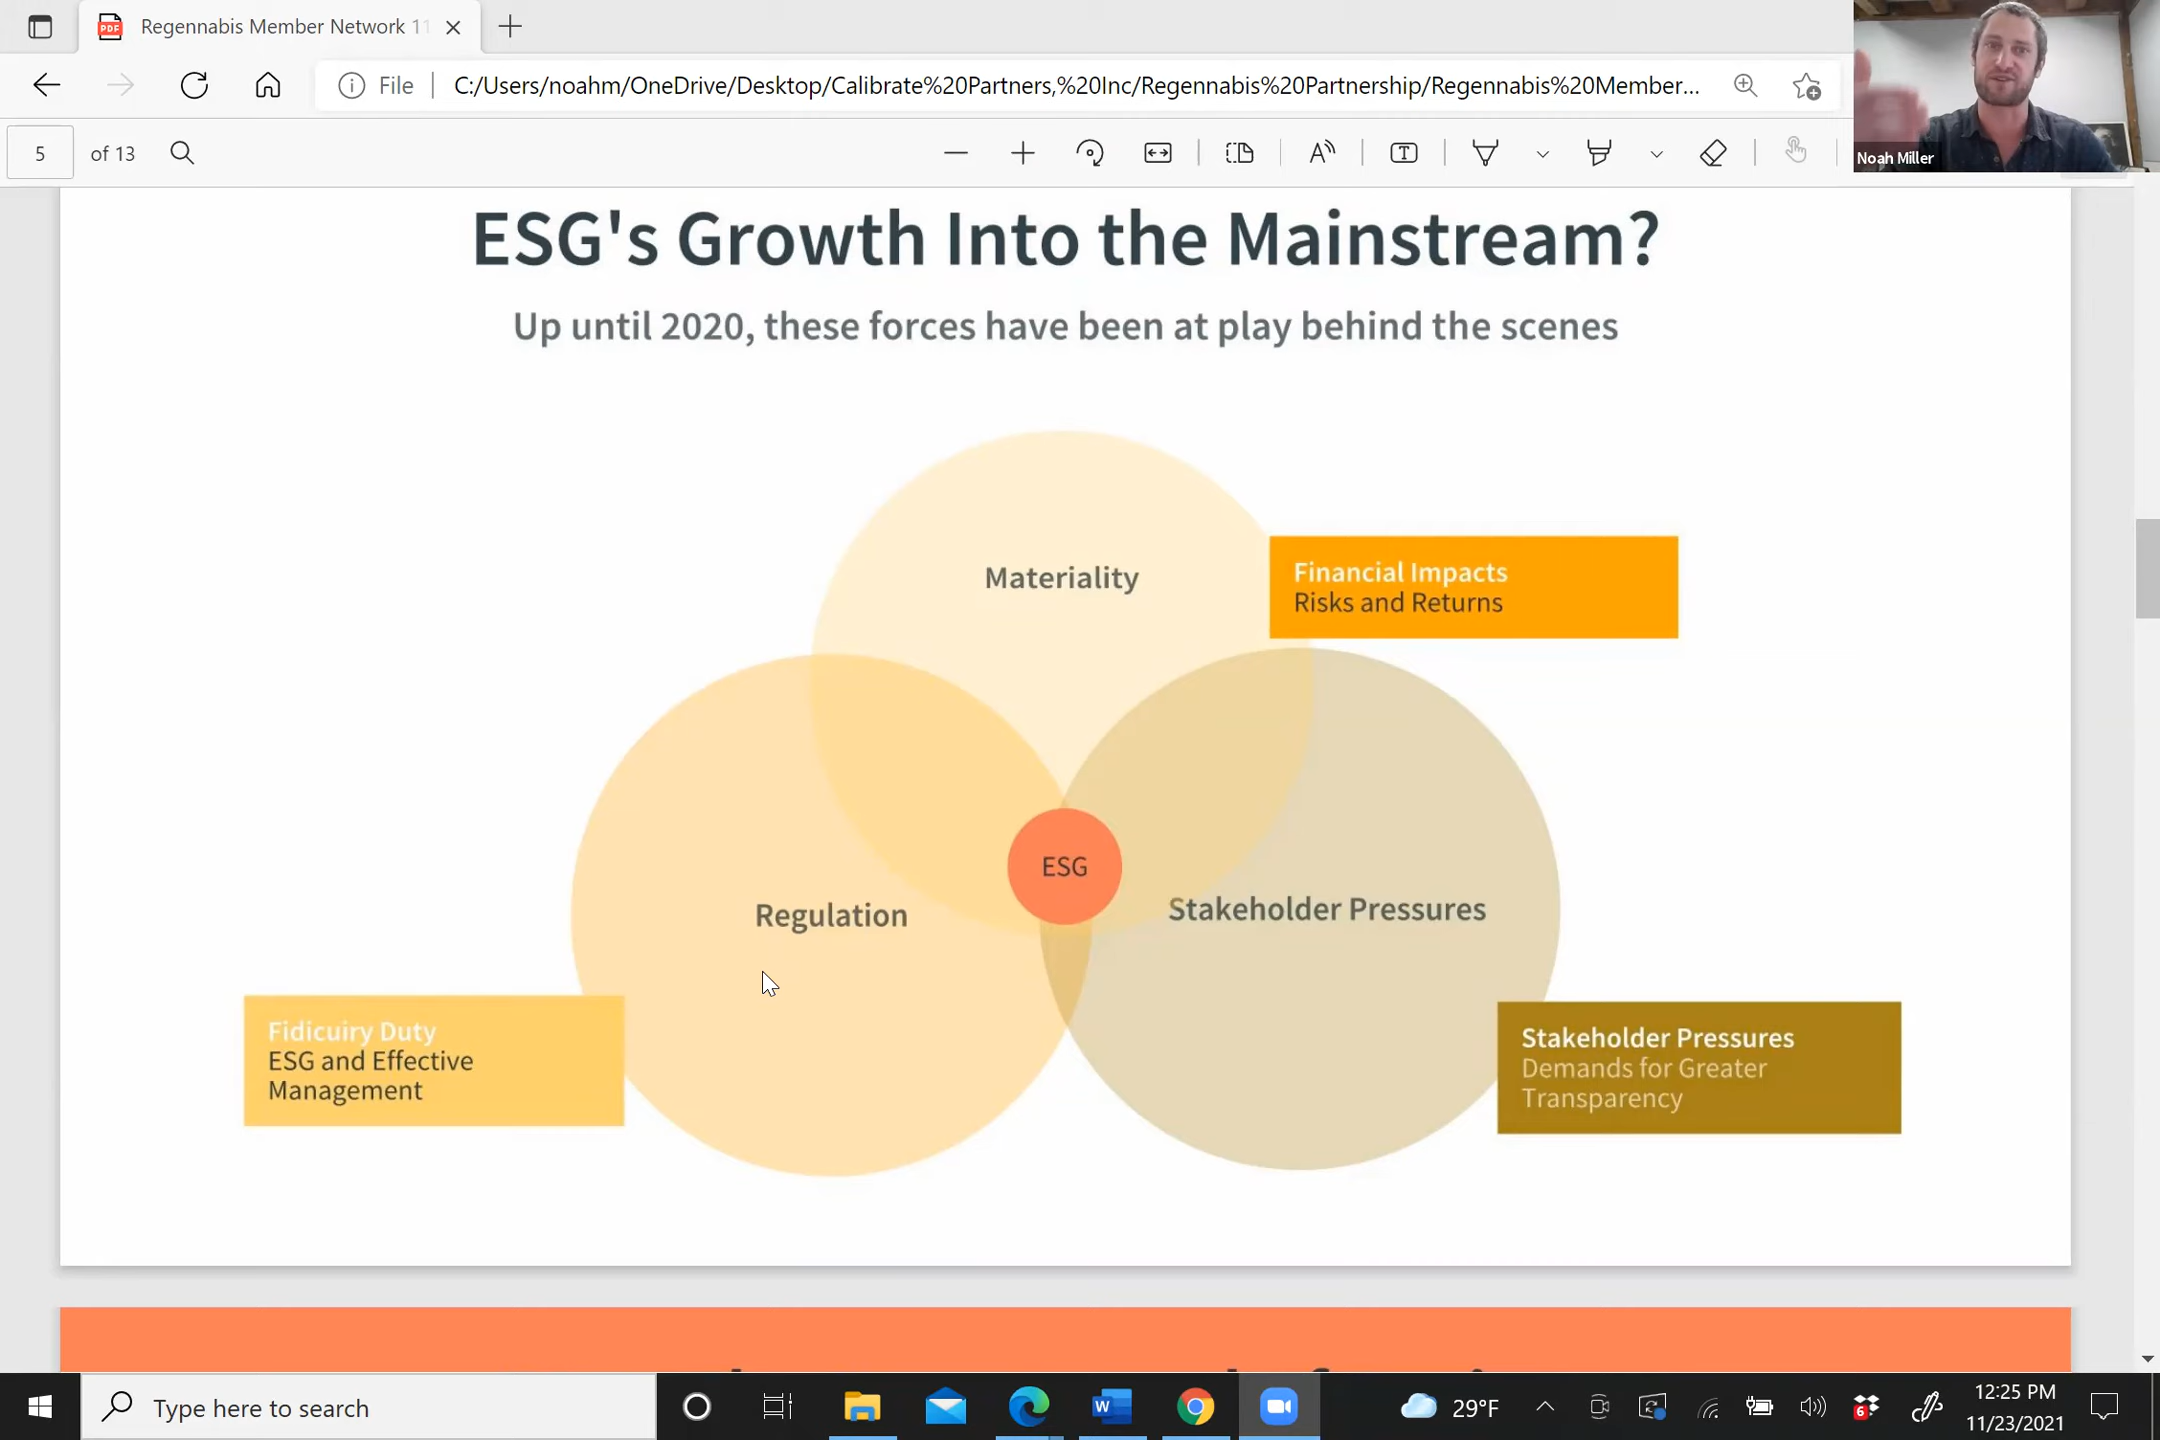 Regennabis Member Network 11
File
C:/Users/noahm/OneDrive/Desktop/Calibrate%20Partners,%20Inc/Regennabis%20Partnership/Regennabis%20Member...
Noah Miller
5 of 13
ESG's Growth Into the Mainstream?
Up until 2020, these forces have been at play behind the scenes
Materiality
Financial Impacts
Risks and Returns
ESG
Regulation
Stakeholder Pressures
Fidicuiry Duty
ESG and Effective
Management
Stakeholder Pressures
Demands for Greater
Transparency
Type here to search
29°F
6
12:25 PM
11/23/2021